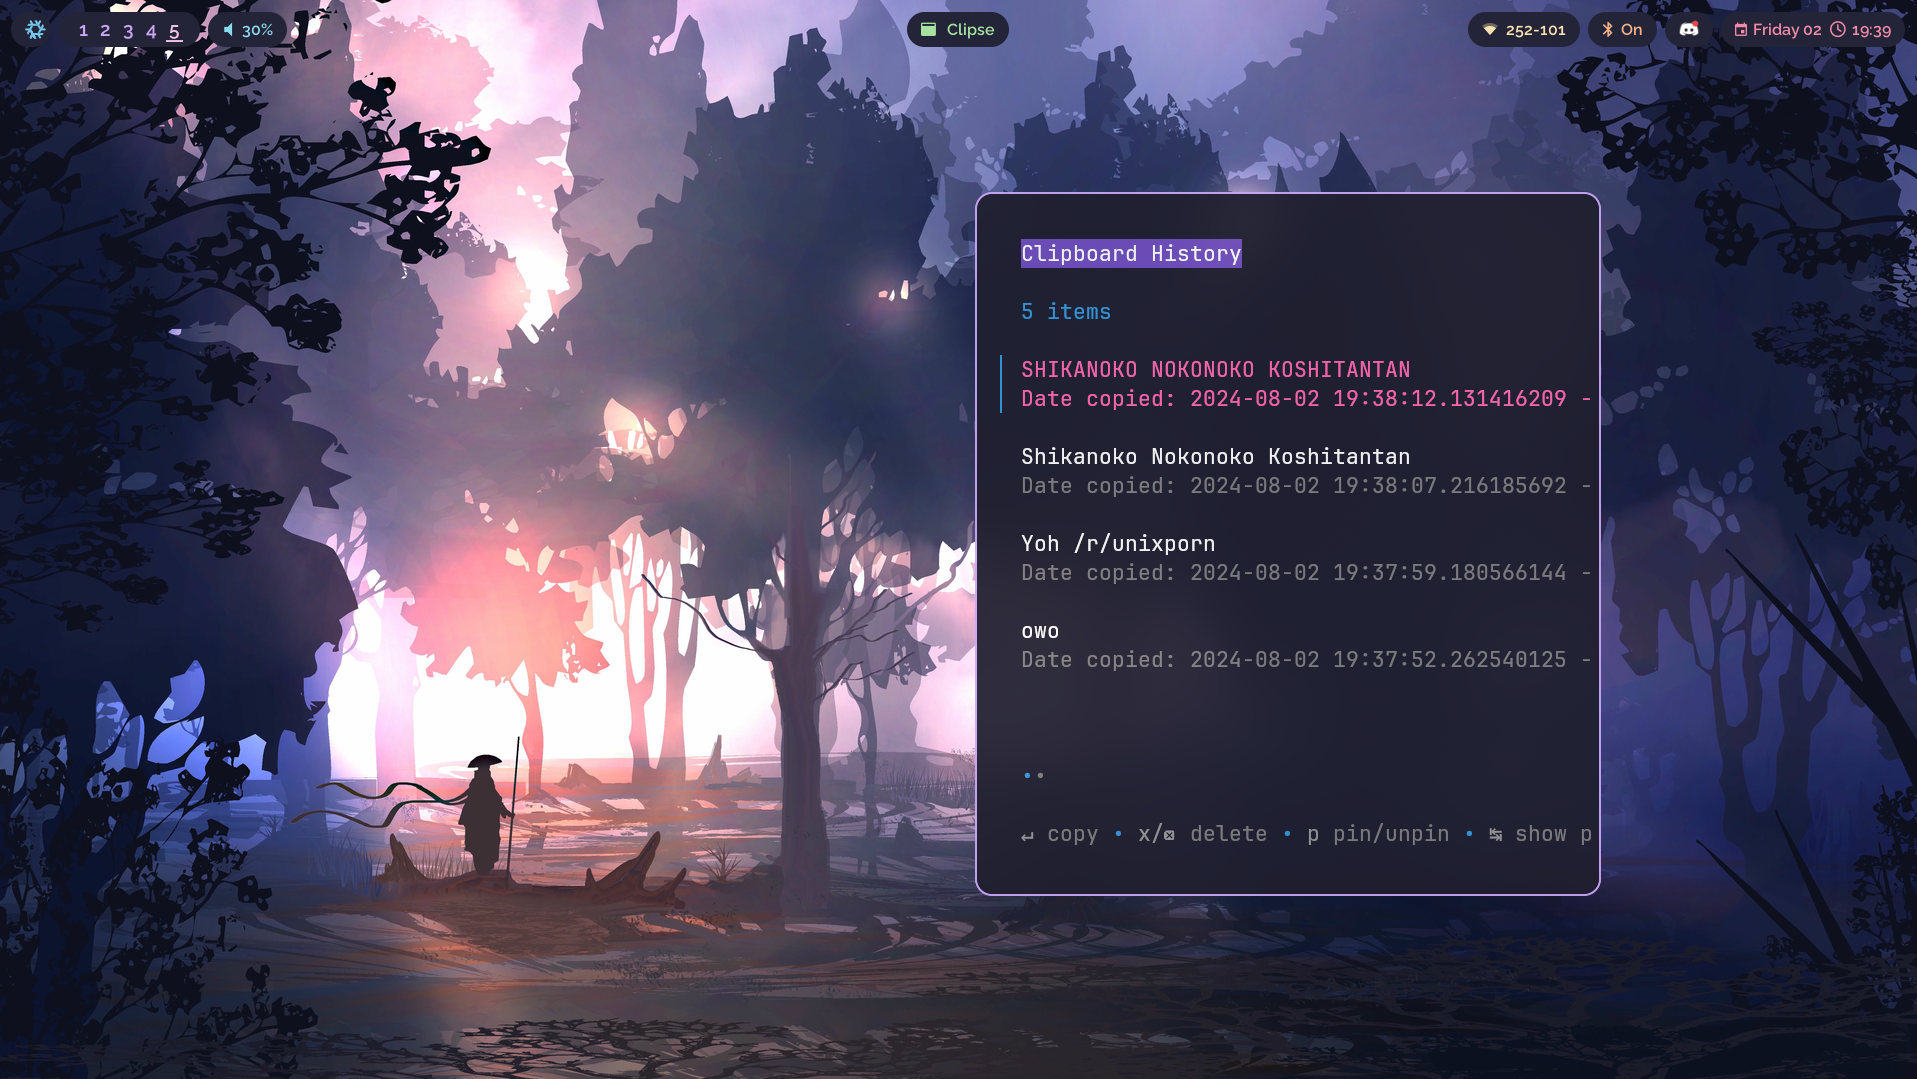 1 2 3 4 5 30% Clipse 252-101 On Friday 02 19:39
Clipboard History
5 items
SHIKANOKO NOKONOKO KOSHITANTAN
Date copied: 2024-08-02 19:38:12.131416209 -
Shikanoko Nokonoko Koshitantan
Date copied: 2024-08-02 19:38:07.216185692 -
Yoh /r/unixporn
Date copied: 2024-08-02 19:37:59.180566144 -
owo
Date copied: 2024-08-02 19:37:52.262540125 -
↵ copy • x/⌫ delete • p pin/unpin • ↹ show p